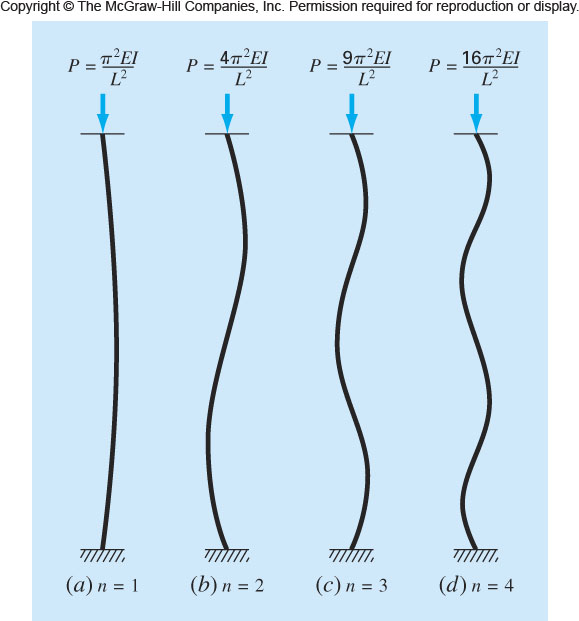 Copyright © The McGraw-Hill Companies, Inc. Permission required for reproduction or display.
P = π²EI/L²
P = 4π²EI/L²
P = 9π²EI/L²
P = 16π²EI/L²
(a) n = 1
(b) n = 2
(c) n = 3
(d) n = 4